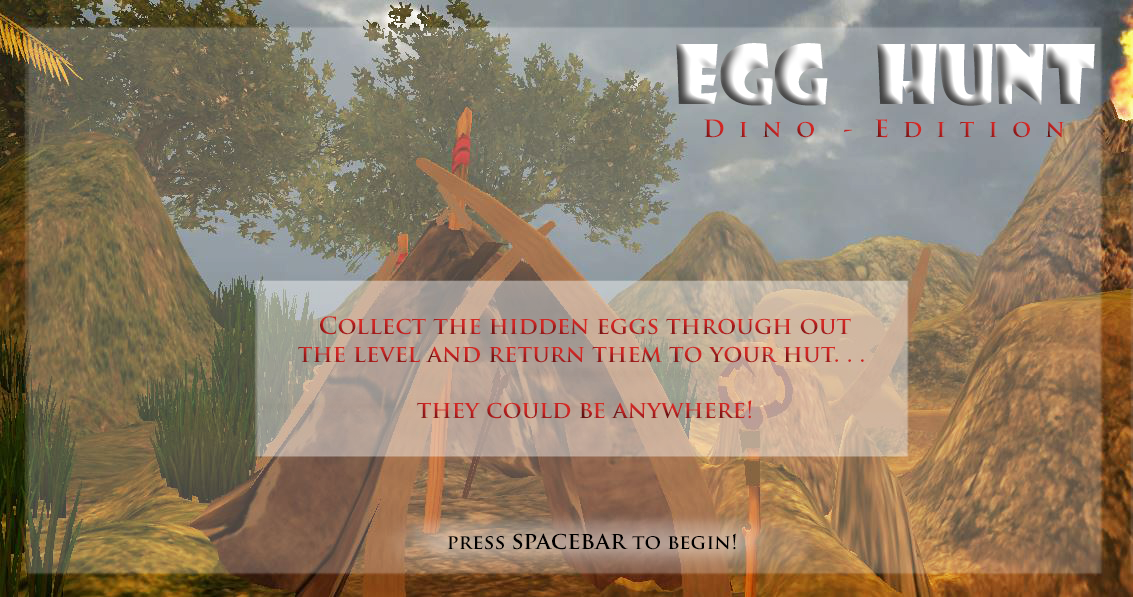 EGG HUNT
DINO - EDITION
COLLECT THE HIDDEN EGGS THROUGH OUT
THE LEVEL AND RETURN THEM TO YOUR HUT. . .
THEY COULD BE ANYWHERE!
PRESS SPACEBAR TO BEGIN!